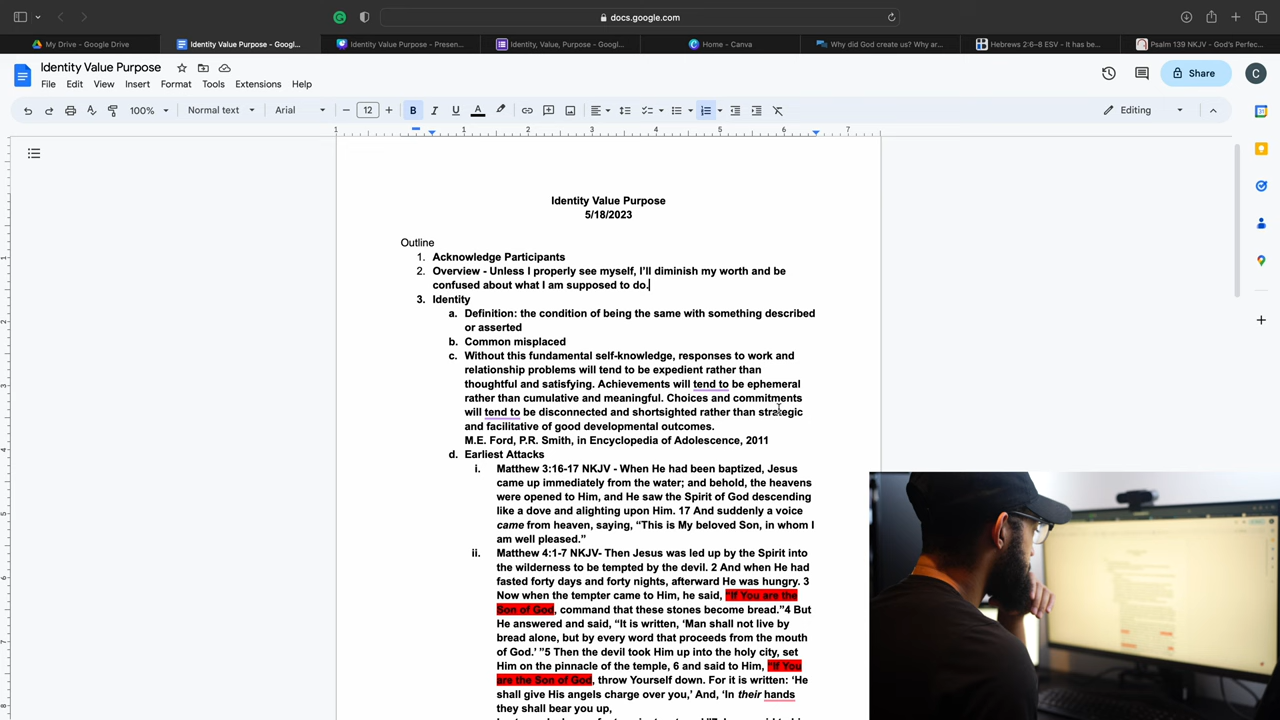 docs.google.com
My Drive - Google Drive
Identity Value Purpose - Googl...
Identity Value Purpose - Presen...
Identity, Value, Purpose - Googl...
Home - Canva
Why did God create us? Why ar...
Hebrews 2:6–8 ESV - It has be...
Psalm 139 NKJV - God's Perfec...
Identity Value Purpose
File Edit View Insert Format Tools Extensions Help
Share
C
100% Normal text Arial 12 B I U A Editing
1 1 2 3 4 5 6 7
Identity Value Purpose
5/18/2023
Outline
1. Acknowledge Participants
2. Overview - Unless I properly see myself, I'll diminish my worth and be
confused about what I am supposed to do.
3. Identity
a. Definition: the condition of being the same with something described
or asserted
b. Common misplaced
c. Without this fundamental self-knowledge, responses to work and
relationship problems will tend to be expedient rather than
thoughtful and satisfying. Achievements will tend to be ephemeral
rather than cumulative and meaningful. Choices and commitments
will tend to be disconnected and shortsighted rather than strategic
and facilitative of good developmental outcomes.
M.E. Ford, P.R. Smith, in Encyclopedia of Adolescence, 2011
d. Earliest Attacks
i. Matthew 3:16-17 NKJV - When He had been baptized, Jesus
came up immediately from the water; and behold, the heavens
were opened to Him, and He saw the Spirit of God descending
like a dove and alighting upon Him. 17 And suddenly a voice
came from heaven, saying, “This is My beloved Son, in whom I
am well pleased.”
ii. Matthew 4:1-7 NKJV- Then Jesus was led up by the Spirit into
the wilderness to be tempted by the devil. 2 And when He had
fasted forty days and forty nights, afterward He was hungry. 3
Now when the tempter came to Him, he said, “If You are the
Son of God, command that these stones become bread.”4 But
He answered and said, “It is written, ‘Man shall not live by
bread alone, but by every word that proceeds from the mouth
of God.’ ”5 Then the devil took Him up into the holy city, set
Him on the pinnacle of the temple, 6 and said to Him, “If You
are the Son of God, throw Yourself down. For it is written: ‘He
shall give His angels charge over you,’ And, ‘In their hands
they shall bear you up,